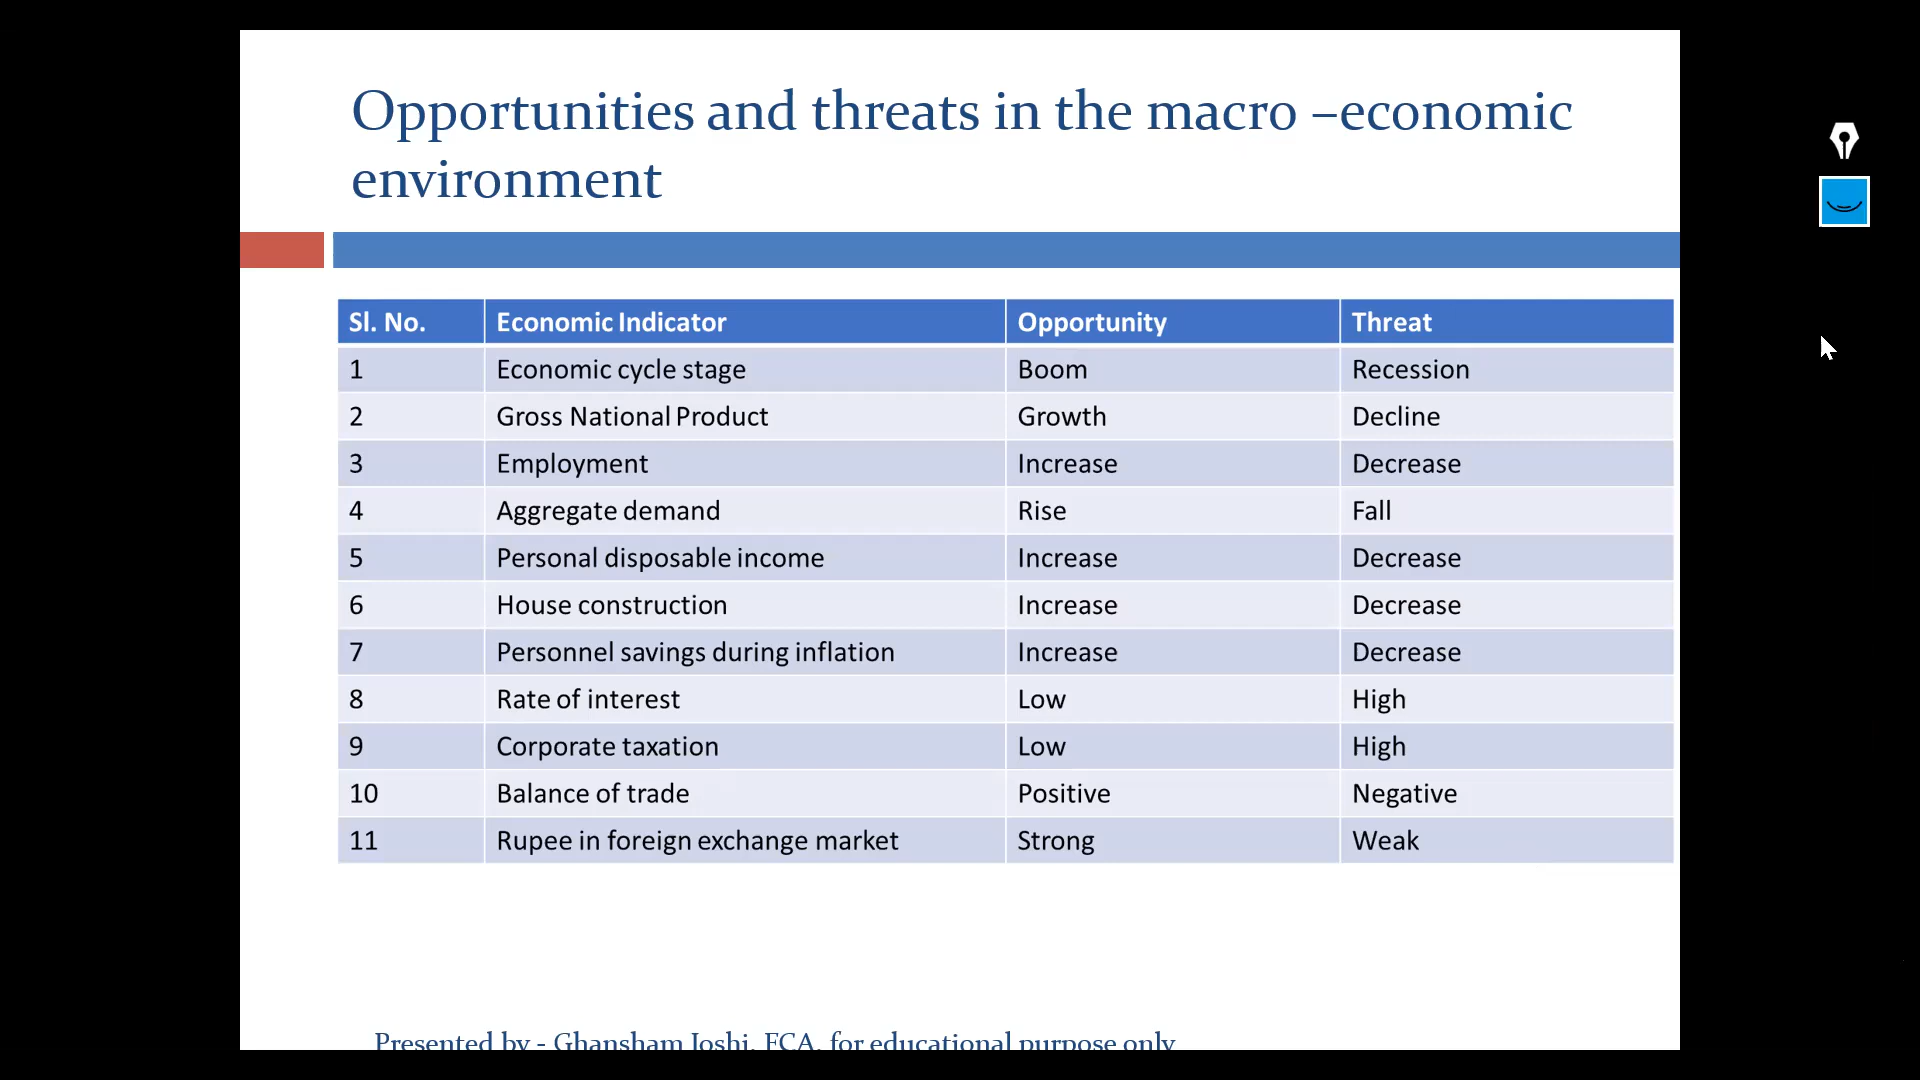 Opportunities and threats in the macro –economic
environment
Sl. No. Economic Indicator Opportunity Threat
1 Economic cycle stage Boom Recession
2 Gross National Product Growth Decline
3 Employment Increase Decrease
4 Aggregate demand Rise Fall
5 Personal disposable income Increase Decrease
6 House construction Increase Decrease
7 Personnel savings during inflation Increase Decrease
8 Rate of interest Low High
9 Corporate taxation Low High
10 Balance of trade Positive Negative
11 Rupee in foreign exchange market Strong Weak
Presented by - Ghansham Joshi, FCA, for educational purpose only